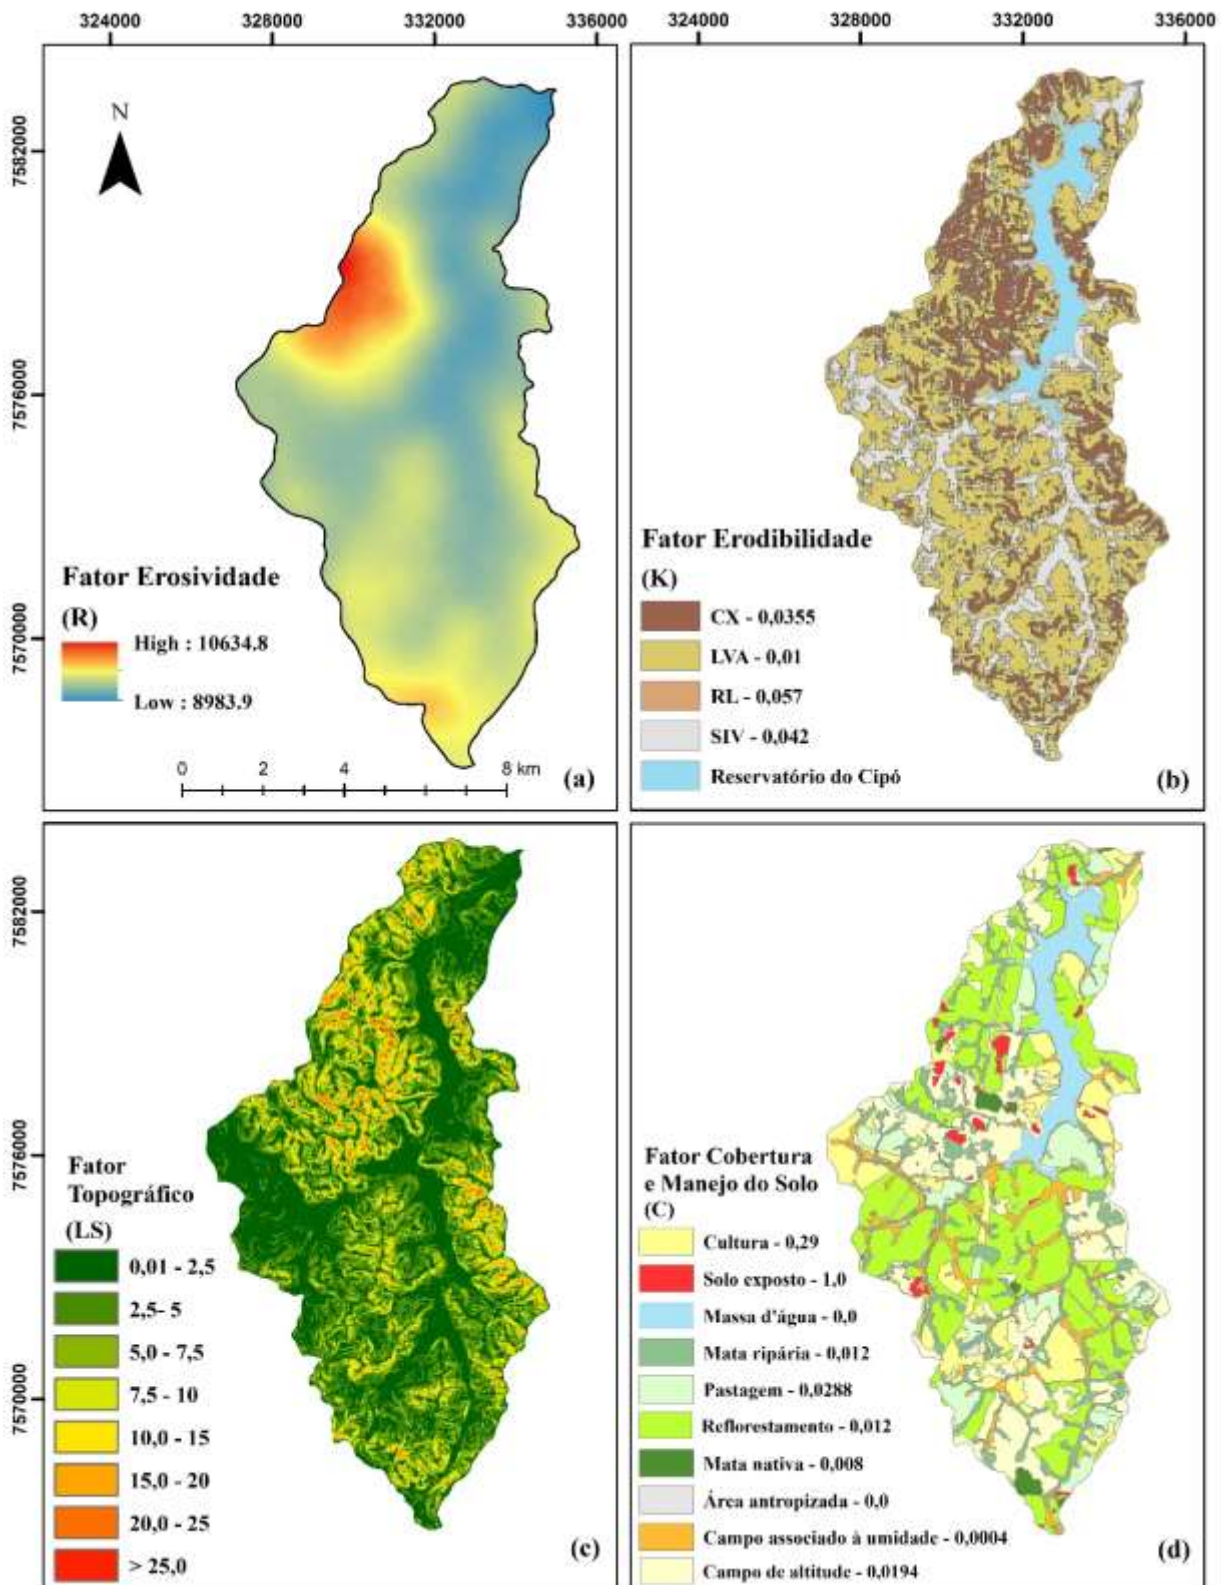 324000 328000 332000 336000
324000 328000 332000 336000
N
7582000
7576000
7570000
Fator Erosividade
(R)
High : 10634.8
Low : 8983.9
0 2 4 8 km
(a)
Fator Erodibilidade
(K)
CX - 0,0355
LVA - 0,01
RL - 0,057
SIV - 0,042
Reservatório do Cipó
(b)
7582000
7576000
7570000
Fator
Topográfico
(LS)
0,01 - 2,5
2,5- 5
5,0 - 7,5
7,5 - 10
10,0 - 15
15,0 - 20
20,0 - 25
> 25,0
(c)
Fator Cobertura
e Manejo do Solo
(C)
Cultura - 0,29
Solo exposto - 1,0
Massa d'água - 0,0
Mata ripária - 0,012
Pastagem - 0,0288
Reflorestamento - 0,012
Mata nativa - 0,008
Área antropizada - 0,0
Campo associado à umidade - 0,0004
Campo de altitude - 0,0194
(d)